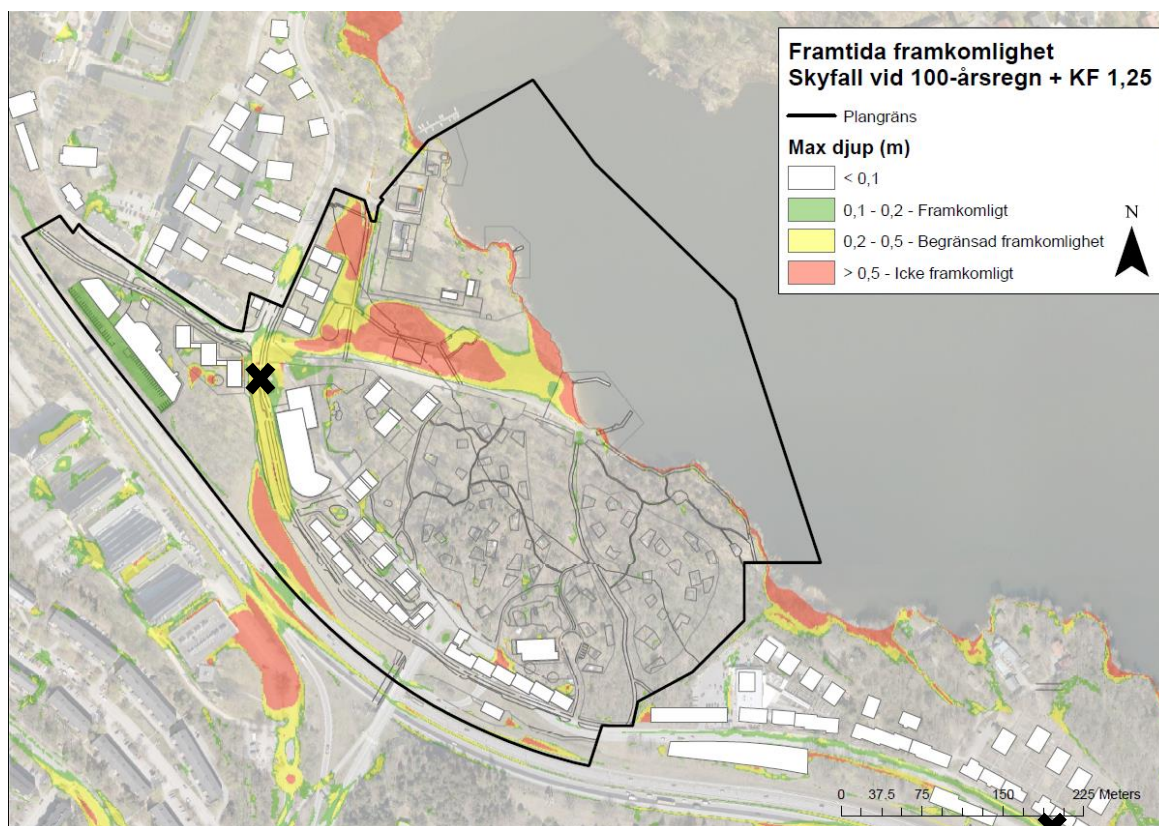 Framtida framkomlighet
Skyfall vid 100-årsregn + KF 1,25
Plangräns
Max djup (m)
< 0,1
0,1 - 0,2 - Framkomligt
0,2 - 0,5 - Begränsad framkomlighet
> 0,5 - Icke framkomligt
N
0 37.5 75 150 225 Meters